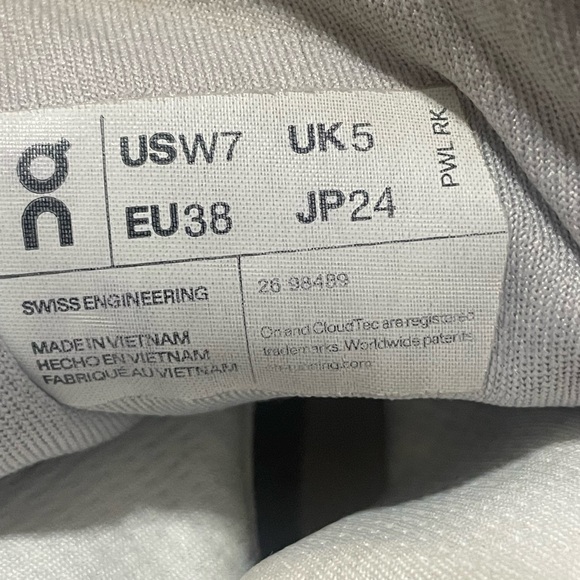 on
USW7 UK5
EU38 JP24
PWL RK
SWISS ENGINEERING
MADE IN VIETNAM
HECHO EN VIETNAM
FABRIQUÉ AU VIETNAM
26 98489
On and CloudTec are registered
trademarks. Worldwide patents
on-running.com